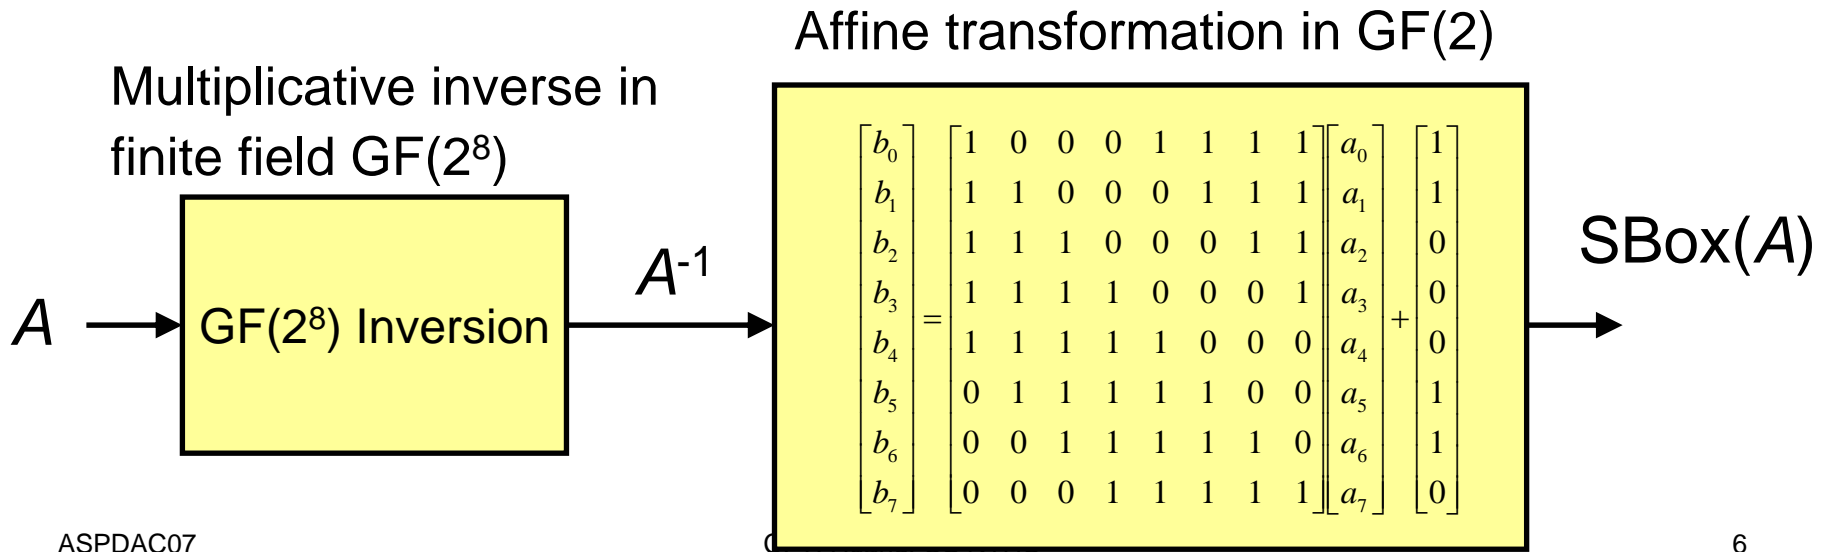 Affine transformation in GF(2)
Multiplicative inverse in
finite field GF(2⁸)
A
GF(2⁸) Inversion
A⁻¹
b₀ 1 0 0 0 1 1 1 1 a₀ 1
b₁ 1 1 0 0 0 1 1 1 a₁ 1
b₂ 1 1 1 0 0 0 1 1 a₂ 0
b₃ 1 1 1 1 0 0 0 1 a₃ 0
= +
b₄ 1 1 1 1 1 0 0 0 a₄ 0
b₅ 0 1 1 1 1 1 0 0 a₅ 1
b₆ 0 0 1 1 1 1 1 0 a₆ 1
b₇ 0 0 0 1 1 1 1 1 a₇ 0
SBox(A)
ASPDAC07
6